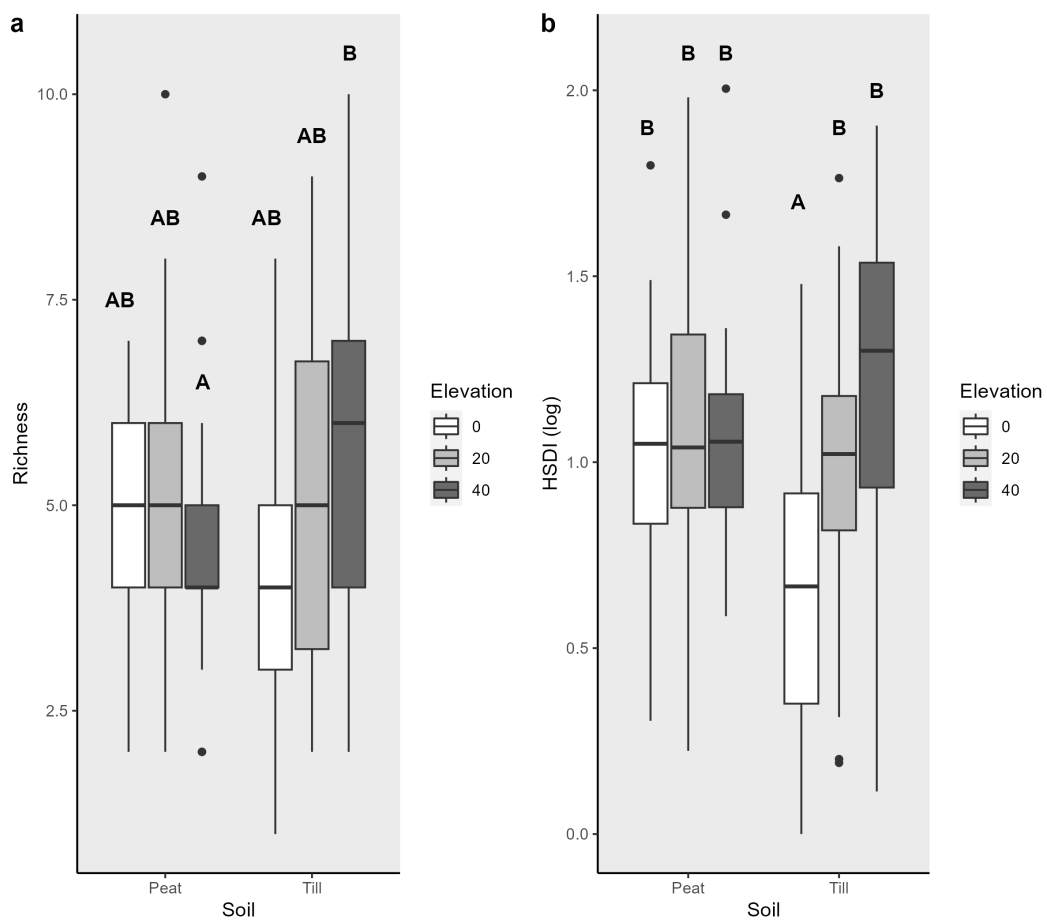 a
Richness
10.0
7.5
5.0
2.5
AB
AB
A
AB
AB
B
Peat
Till
Soil
Elevation
0
20
40
b
HSDI (log)
2.0
1.5
1.0
0.5
0.0
B
B
B
A
B
B
Peat
Till
Soil
Elevation
0
20
40